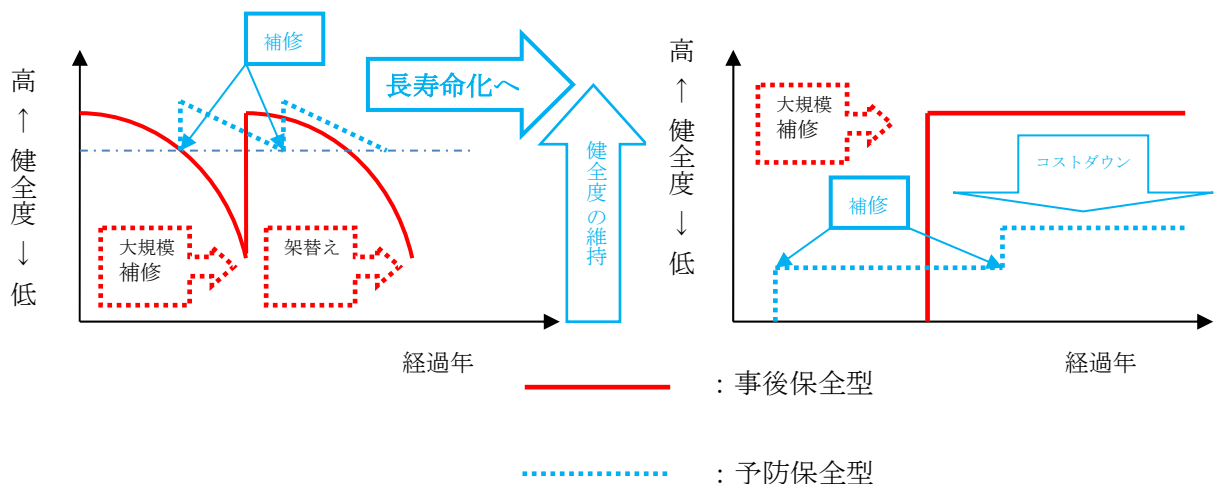 高 ↑ 健全度 ↓ 低
補修
長寿命化へ
健全度の維持
大規模
補修
架替え
経過年
高 ↑ 健全度 ↓ 低
大規模
補修
補修
コストダウン
経過年
：事後保全型
：予防保全型